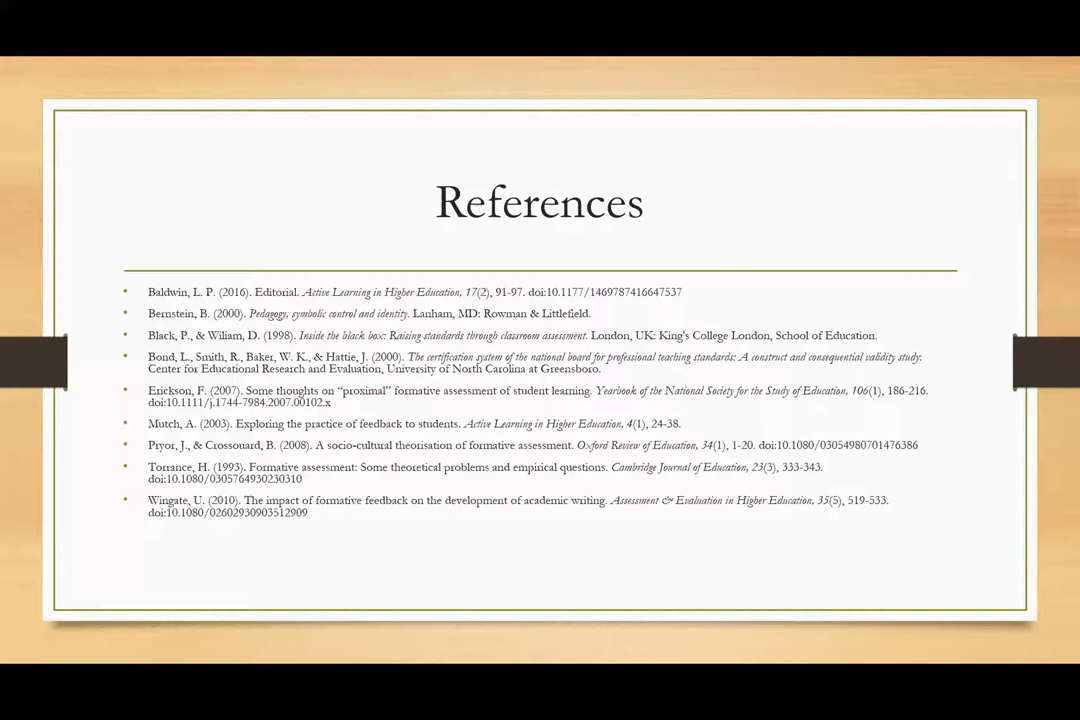 References
• Baldwin, L. P. (2016). Editorial. Active Learning in Higher Education, 17(2), 91-97. doi:10.1177/1469787416647537
• Bernstein, B. (2000). Pedagogy, symbolic control and identity. Lanham, MD: Rowman & Littlefield.
• Black, P., & Wiliam, D. (1998). Inside the black box: Raising standards through classroom assessment. London, UK: King's College London, School of Education.
• Bond, L., Smith, R., Baker, W. K., & Hattie, J. (2000). The certification system of the national board for professional teaching standards: A construct and consequential validity study.
Center for Educational Research and Evaluation, University of North Carolina at Greensboro.
• Erickson, F. (2007). Some thoughts on “proximal” formative assessment of student learning. Yearbook of the National Society for the Study of Education, 106(1), 186-216.
doi:10.1111/j.1744-7984.2007.00102.x
• Mutch, A. (2003). Exploring the practice of feedback to students. Active Learning in Higher Education, 4(1), 24-38.
• Pryor, J., & Crossouard, B. (2008). A socio-cultural theorisation of formative assessment. Oxford Review of Education, 34(1), 1-20. doi:10.1080/03054980701476386
• Torrance, H. (1993). Formative assessment: Some theoretical problems and empirical questions. Cambridge Journal of Education, 23(3), 333-343.
doi:10.1080/0305764930230310
• Wingate, U. (2010). The impact of formative feedback on the development of academic writing. Assessment & Evaluation in Higher Education, 35(5), 519-533.
doi:10.1080/02602930903512909